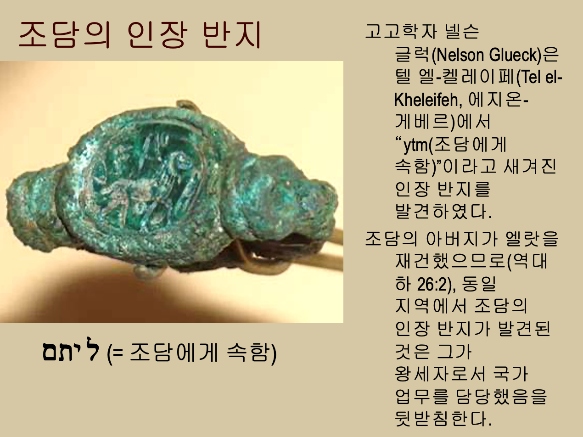 조담의 인장 반지
고고학자 넬슨
글럭(Nelson Glueck)은
텔 엘-켈레이페(Tel el-
Kheleifeh, 에지온-
게베르)에서
“ytm(조담에게
속함)”이라고 새겨진
인장 반지를
발견하였다.
조담의 아버지가 엘랏을
재건했으므로(역대
하 26:2), 동일
지역에서 조담의
인장 반지가 발견된
것은 그가
왕세자로서 국가
업무를 담당했음을
뒷받침한다.
ליתם (= 조담에게 속함)